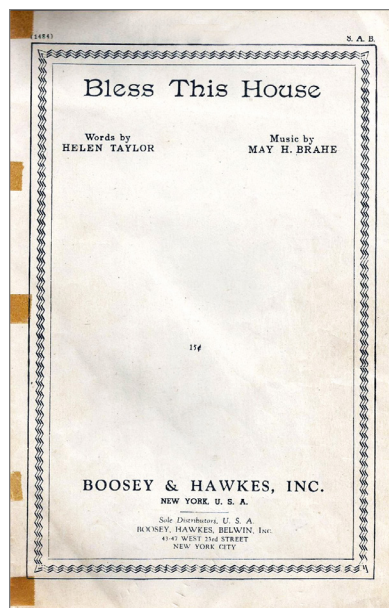 (1484)
S. A. B.
Bless This House
Words by
HELEN TAYLOR
Music by
MAY H. BRAHE
15¢
BOOSEY & HAWKES, INC.
NEW YORK, U. S. A.
Sole Distributors, U. S. A.
BOOSEY, HAWKES, BELWIN, INC.
43-47 WEST 23rd STREET
NEW YORK CITY